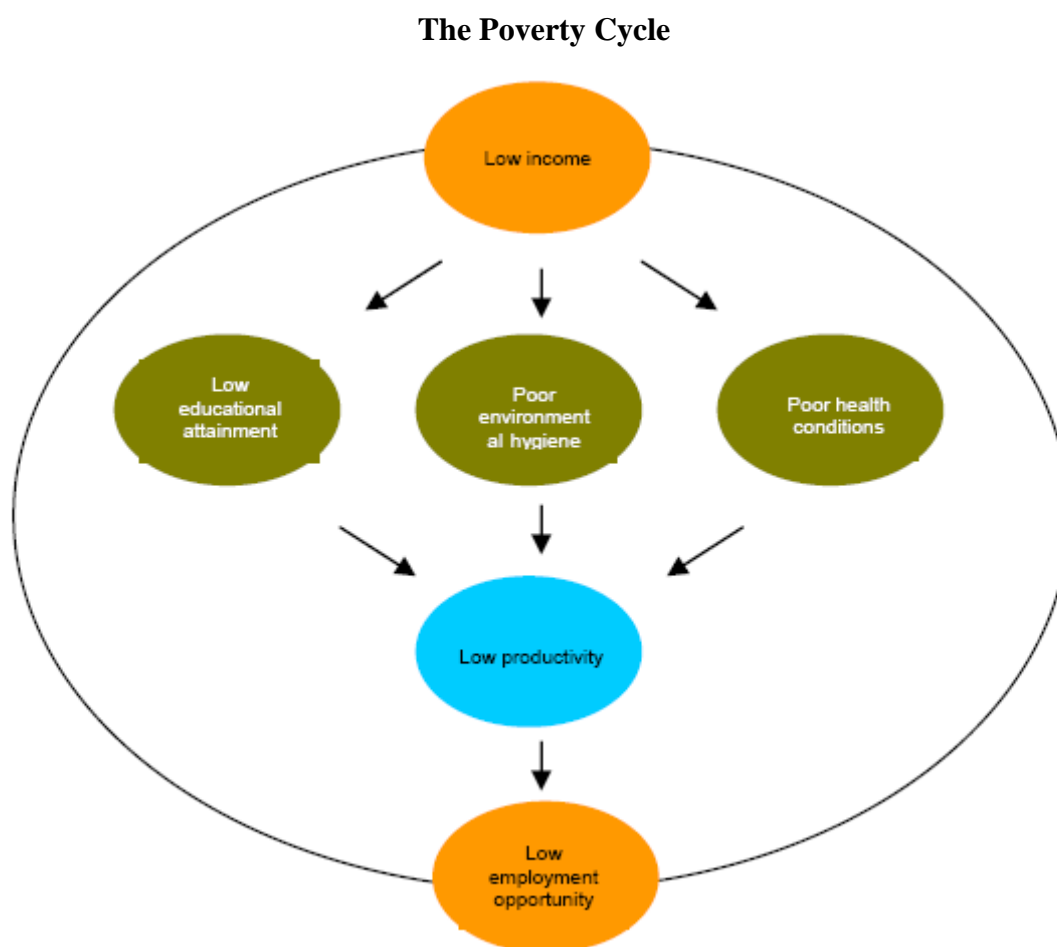 The Poverty Cycle
Low income
Low
educational
attainment
Poor
environment
al hygiene
Poor health
conditions
Low productivity
Low
employment
opportunity